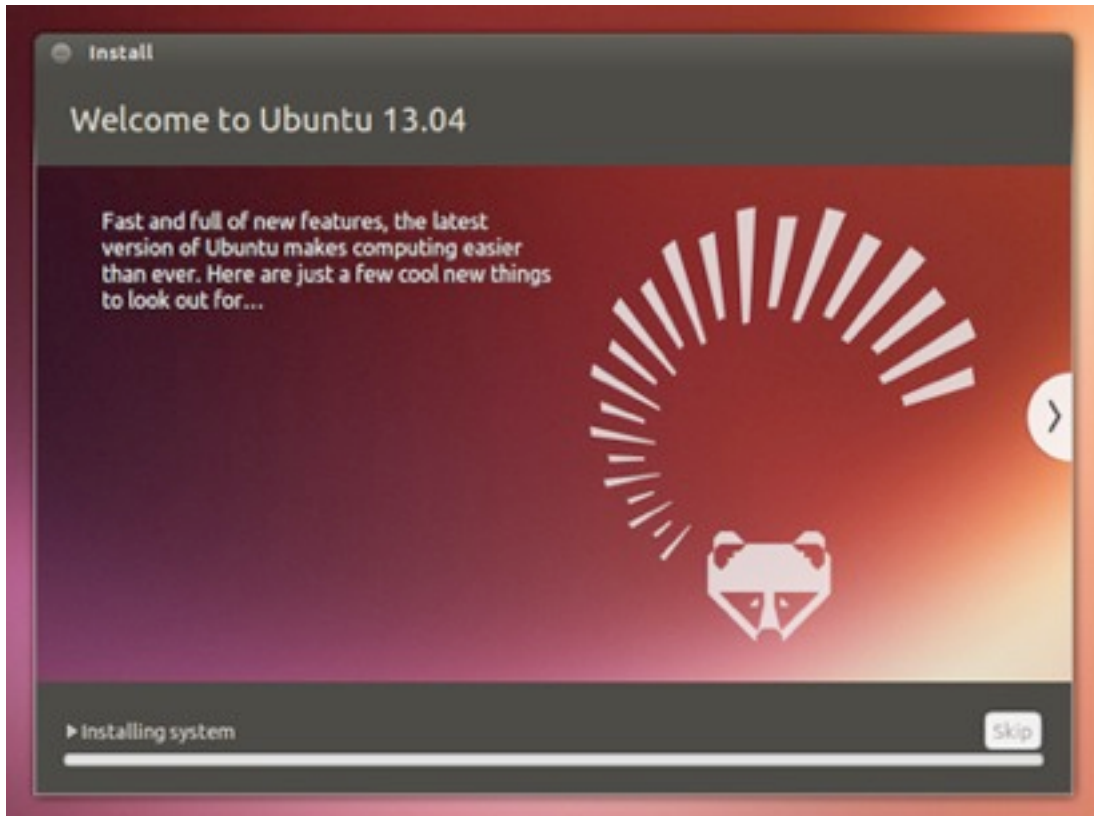 Install
Welcome to Ubuntu 13.04
Fast and full of new features, the latest
version of Ubuntu makes computing easier
than ever. Here are just a few cool new things
to look out for...
Installing system
Skip